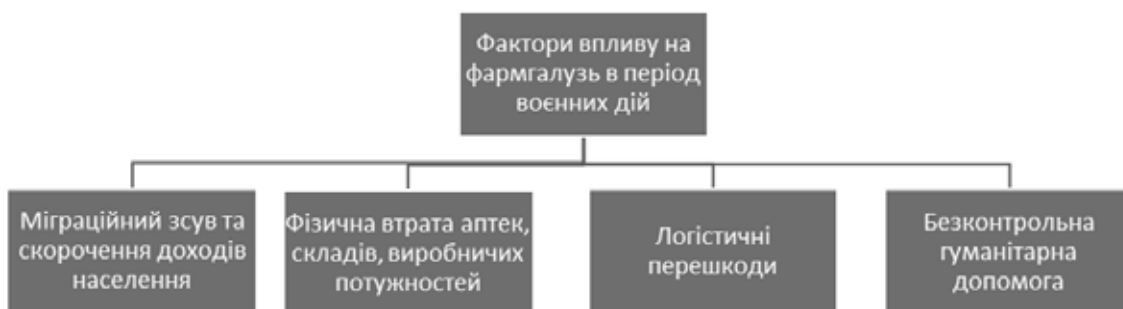 Фактори впливу на
фармгалузь в період
воєнних дій
Міграційний зсув та
скорочення доходів
населення
Фізична втрата аптек,
складів, виробничих
потужностей
Логістичні
перешкоди
Безконтрольна
гуманітарна
допомога